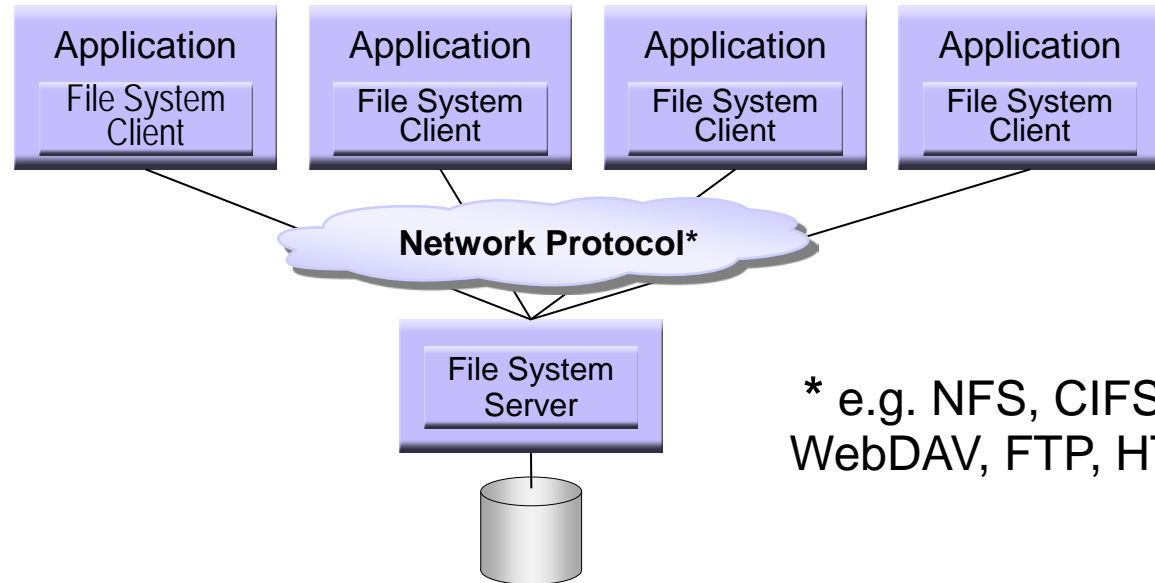 Application
File System
Client
Application
File System
Client
Application
File System
Client
Application
File System
Client
Network Protocol*
File System
Server
* e.g. NFS, CIFS
WebDAV, FTP, HT